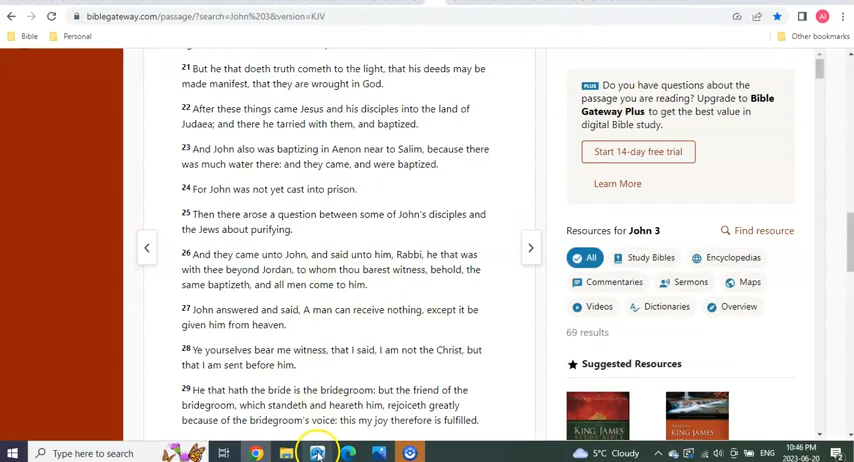 biblegateway.com/passage/?search=John%203&version=KJV
Bible Personal Other bookmarks
21 But he that doeth truth cometh to the light, that his deeds may be
made manifest, that they are wrought in God.
22 After these things came Jesus and his disciples into the land of
Judaea; and there he tarried with them, and baptized.
23 And John also was baptizing in Aenon near to Salim, because there
was much water there: and they came, and were baptized.
24 For John was not yet cast into prison.
25 Then there arose a question between some of John's disciples and
the Jews about purifying.
26 And they came unto John, and said unto him, Rabbi, he that was
with thee beyond Jordan, to whom thou barest witness, behold, the
same baptizeth, and all men come to him.
27 John answered and said, A man can receive nothing, except it be
given him from heaven.
28 Ye yourselves bear me witness, that I said, I am not the Christ, but
that I am sent before him.
29 He that hath the bride is the bridegroom: but the friend of the
bridegroom, which standeth and heareth him, rejoiceth greatly
because of the bridegroom's voice: this my joy therefore is fulfilled.
PLUS Do you have questions about the
passage you are reading? Upgrade to Bible
Gateway Plus to get the best value in
digital Bible study.
Start 14-day free trial
Learn More
Resources for John 3 Find resource
All Study Bibles Encyclopedias
Commentaries Sermons Maps
Videos Dictionaries Overview
69 results
Suggested Resources
KING JAMES
KING JAMES
Type here to search
5°C Cloudy ENG 10:46 PM
2023-06-20 2